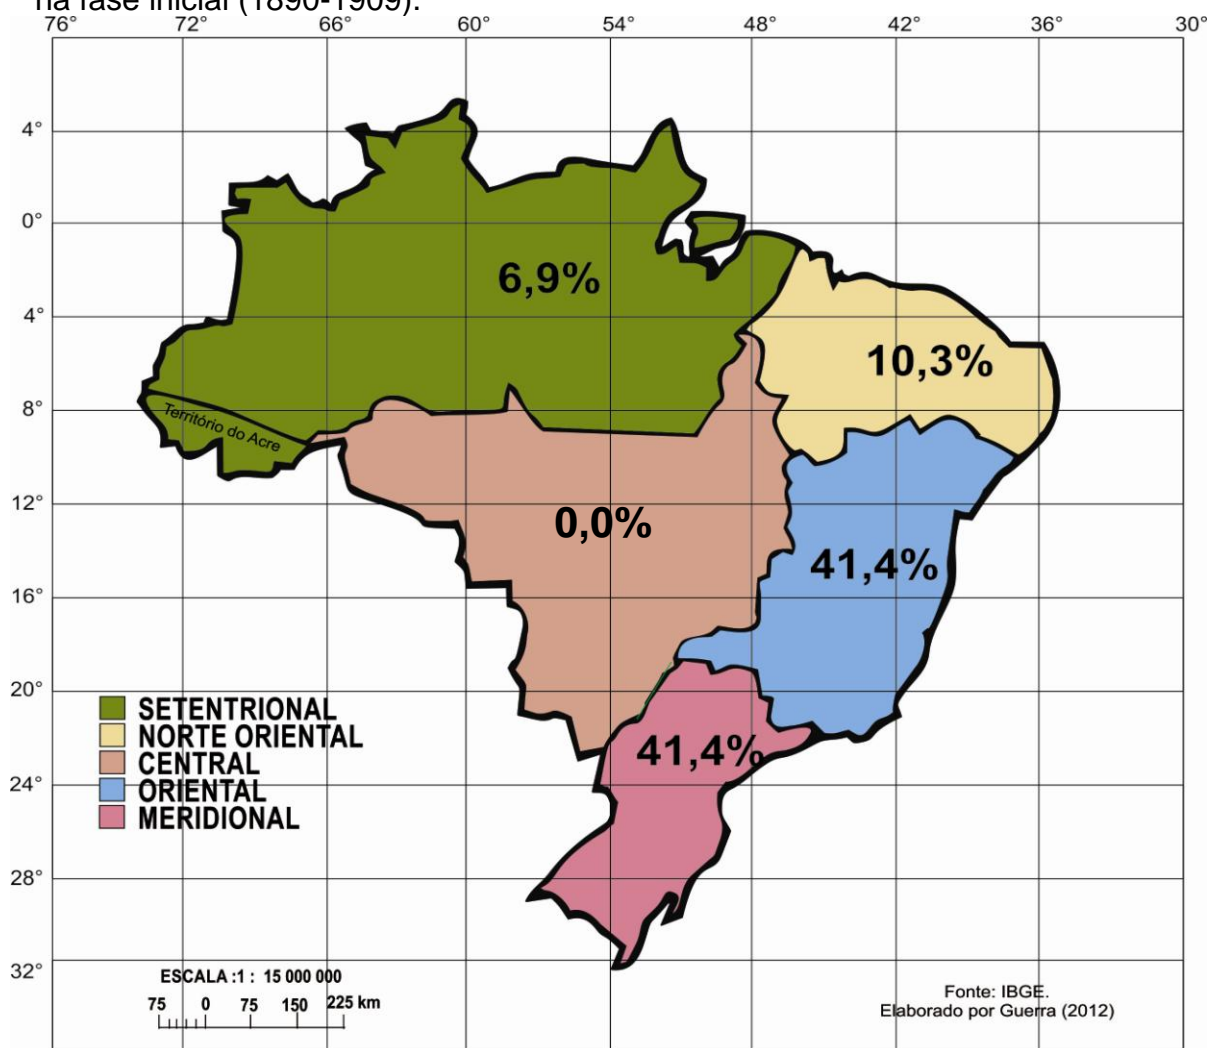 na fase inicial (1890-1909).
76° 72° 66° 60° 54° 48° 42° 36° 30°
4°
0°
6,9%
4°
10,3%
8°
Território do Acre
12°
0,0%
41,4%
16°
20°
SETENTRIONAL
NORTE ORIENTAL
41,4%
CENTRAL
24°
ORIENTAL
MERIDIONAL
28°
32°
ESCALA :1 : 15 000 000
75 0 75 150 225 km
Fonte: IBGE.
Elaborado por Guerra (2012)